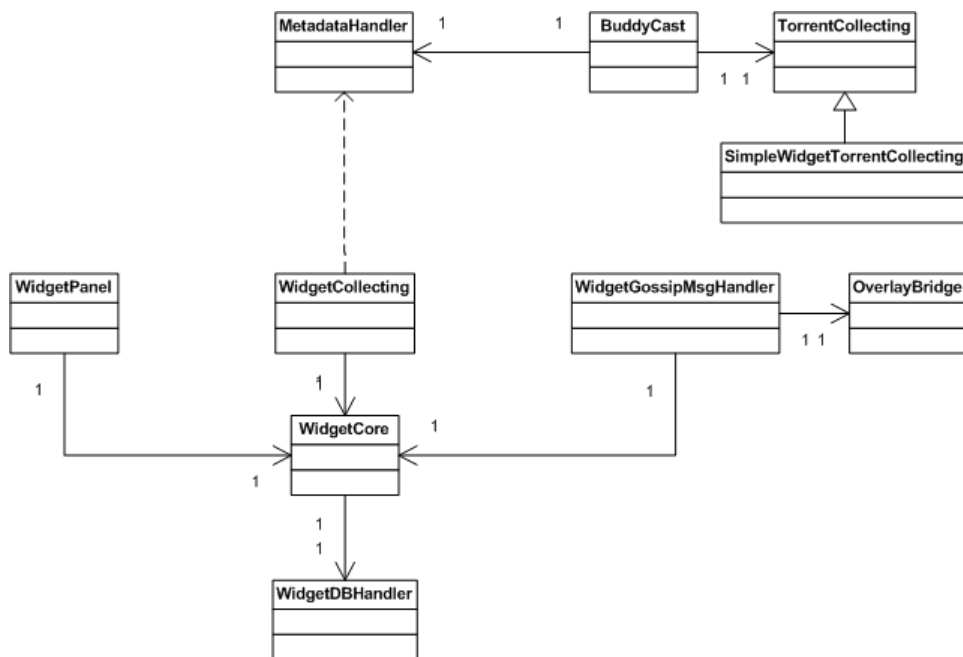 MetadataHandler
1
1
BuddyCast
1 1
TorrentCollecting
SimpleWidgetTorrentCollecting
WidgetPanel
WidgetCollecting
WidgetGossipMsgHandler
OverlayBridge
1 1
1
1
1
1
WidgetCore
1
1
1
1
WidgetDBHandler